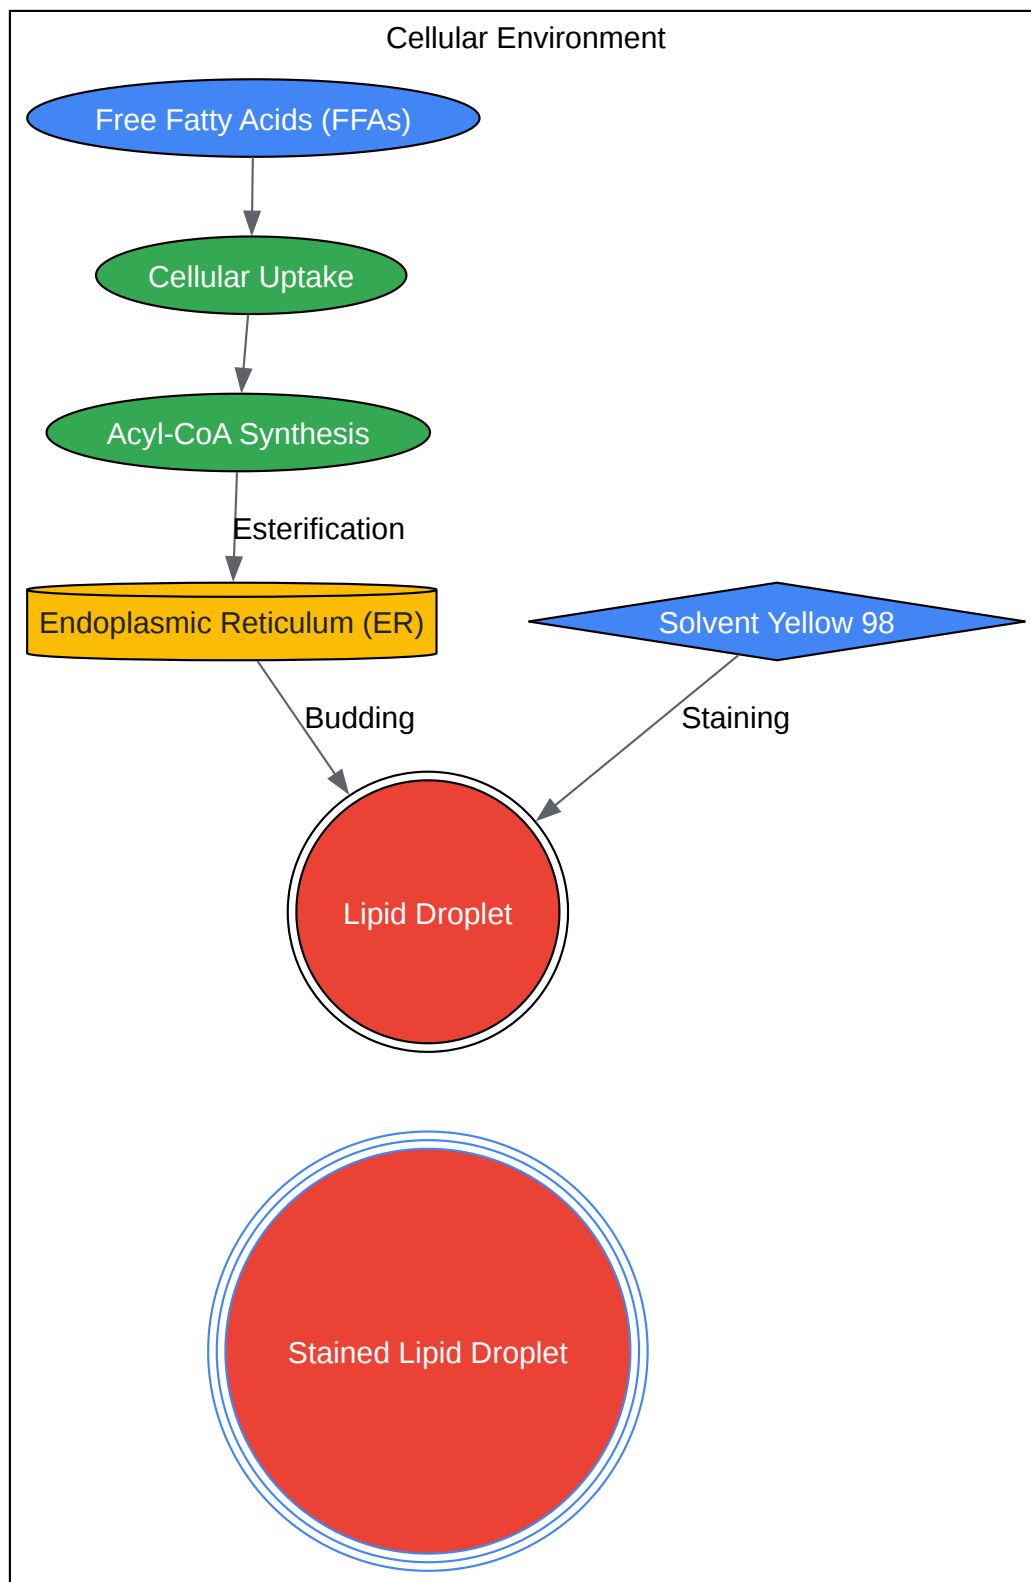 Cellular Environment
Free Fatty Acids (FFAs)
Cellular Uptake
Acyl-CoA Synthesis
Esterification
Endoplasmic Reticulum (ER)
Solvent Yellow 98
Budding
Staining
Lipid Droplet
Stained Lipid Droplet